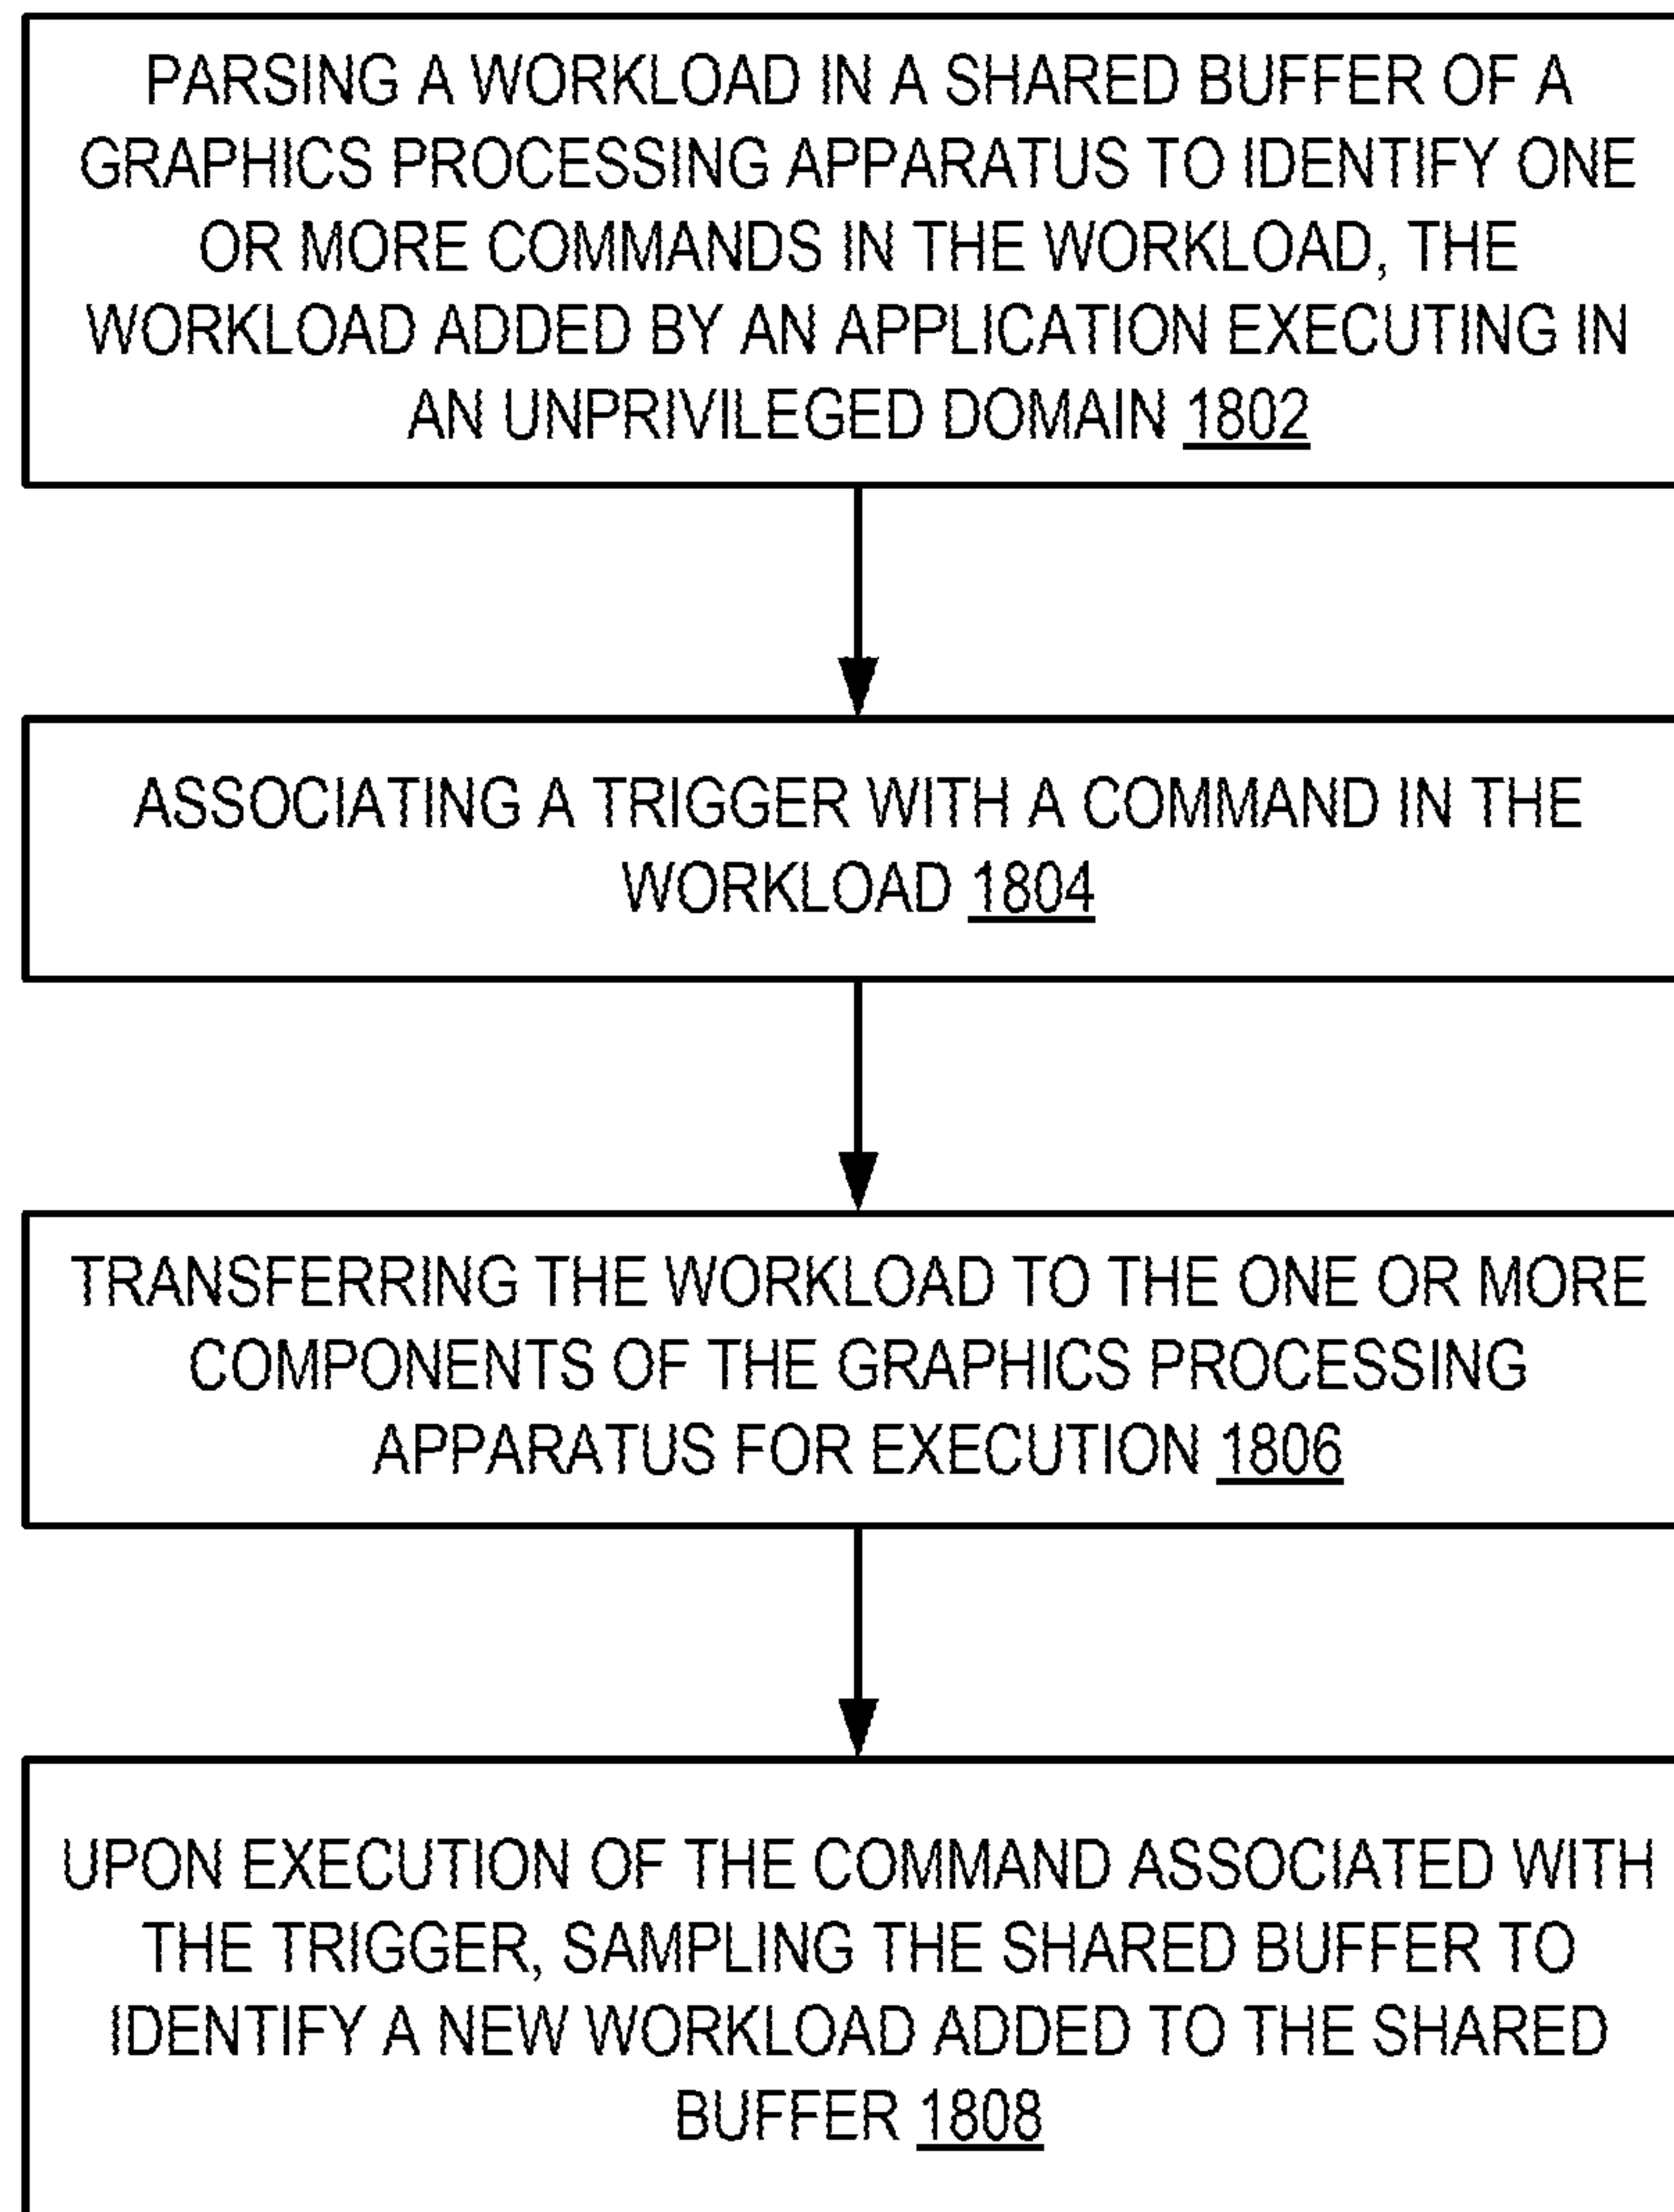 PARSING A WORKLOAD IN A SHARED BUFFER OF A
GRAPHICS PROCESSING APPARATUS TO IDENTIFY ONE
OR MORE COMMANDS IN THE WORKLOAD, THE
WORKLOAD ADDED BY AN APPLICATION EXECUTING IN
AN UNPRIVILEGED DOMAIN 1802
ASSOCIATING A TRIGGER WITH A COMMAND IN THE
WORKLOAD 1804
TRANSFERRING THE WORKLOAD TO THE ONE OR MORE
COMPONENTS OF THE GRAPHICS PROCESSING
APPARATUS FOR EXECUTION 1806
UPON EXECUTION OF THE COMMAND ASSOCIATED WITH
THE TRIGGER, SAMPLING THE SHARED BUFFER TO
IDENTIFY A NEW WORKLOAD ADDED TO THE SHARED
BUFFER 1808